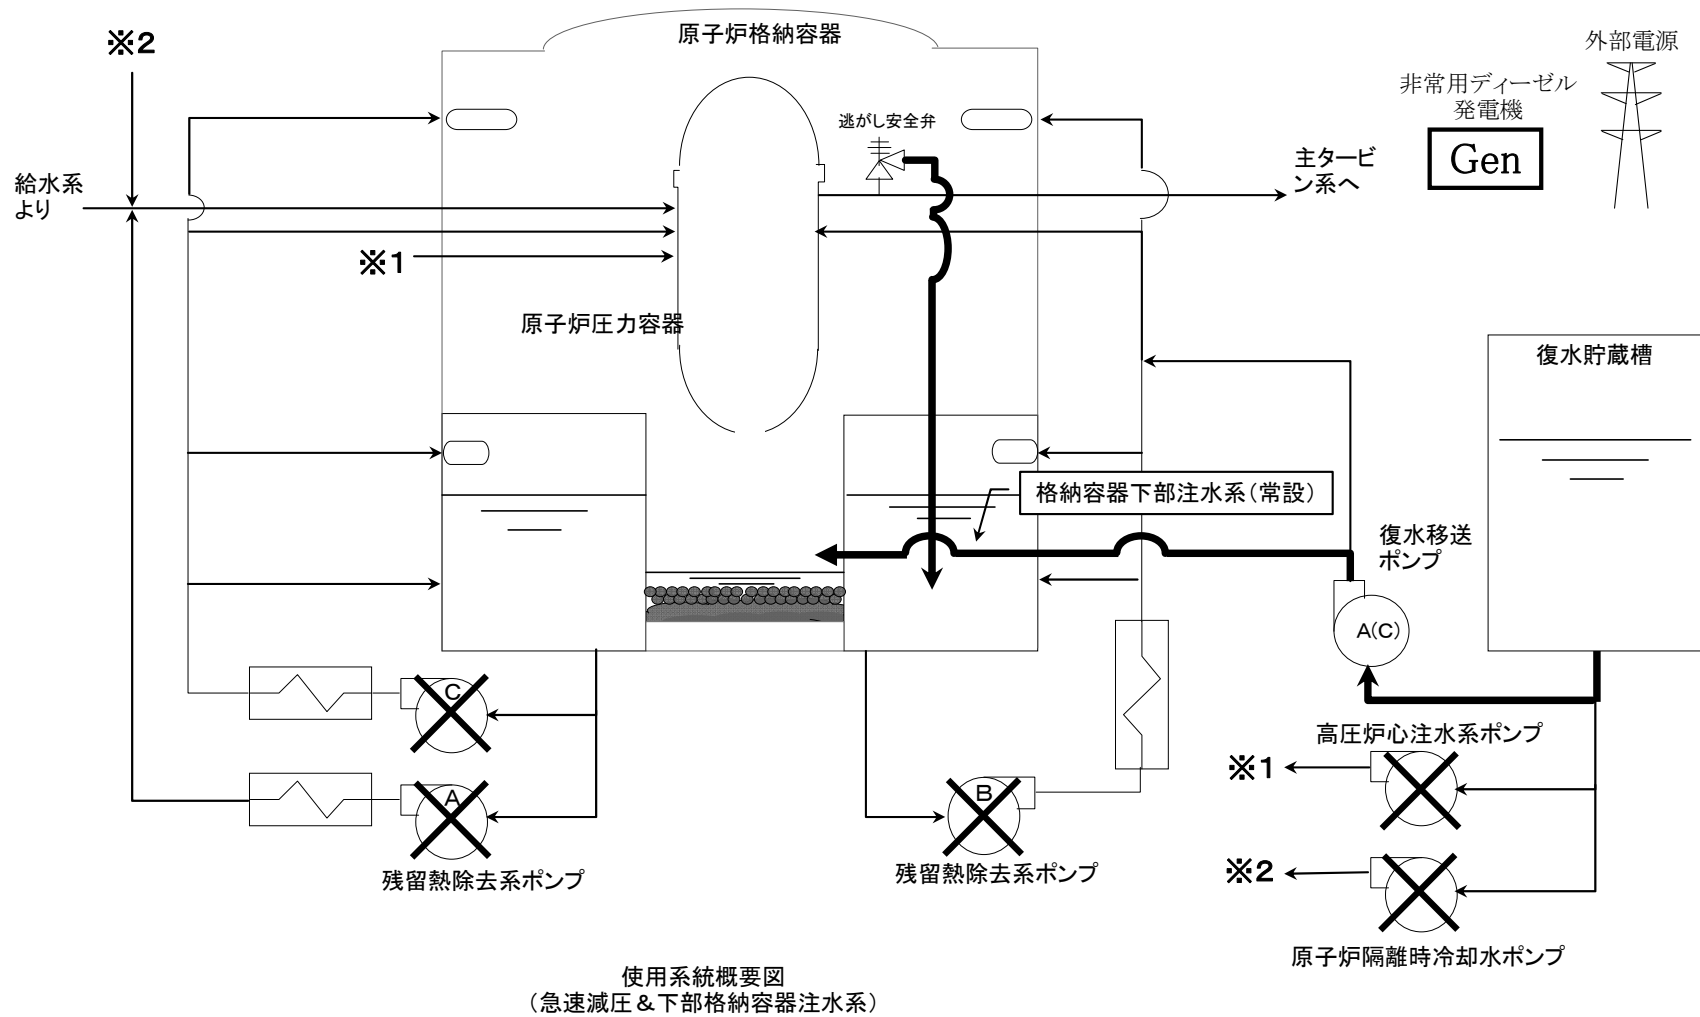 原子炉格納容器
※2
外部電源
非常用ディーゼル
発電機
Gen
逃がし安全弁
主タービ
ン系へ
給水系
より
※1
原子炉圧力容器
復水貯蔵槽
格納容器下部注水系（常設）
復水移送
ポンプ
A(C)
C
高圧炉心注水系ポンプ
※1
A
B
残留熱除去系ポンプ
残留熱除去系ポンプ
※2
原子炉隔離時冷却水ポンプ
使用系統概要図
（急速減圧＆下部格納容器注水系）